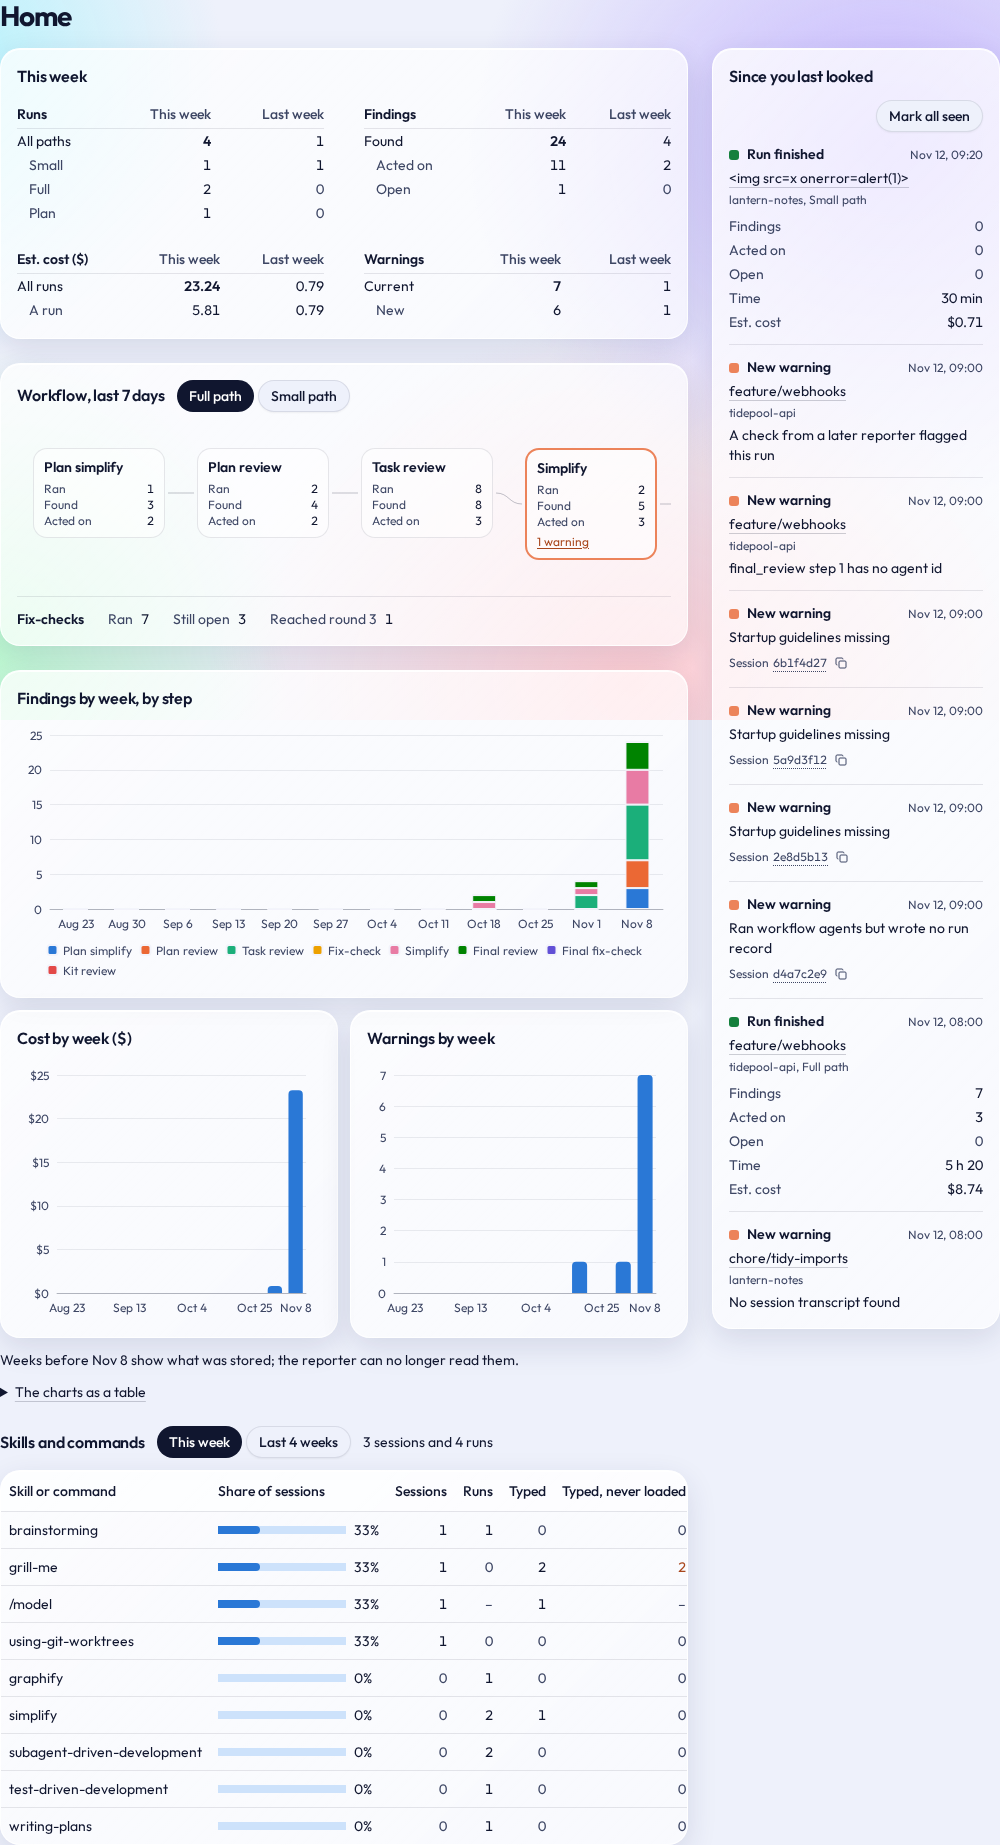 Home
This week
Runs This week Last week
All paths 4 1
Small 1 1
Full 2 0
Plan 1 0
Findings This week Last week
Found 24 4
Acted on 11 2
Open 1 0
Est. cost ($) This week Last week
All runs 23.24 0.79
A run 5.81 0.79
Warnings This week Last week
Current 7 1
New 6 1
Workflow, last 7 days Full path Small path
Plan simplify
Ran 1
Found 3
Acted on 2
Plan review
Ran 2
Found 4
Acted on 2
Task review
Ran 8
Found 8
Acted on 3
Simplify
Ran 2
Found 5
Acted on 3
1 warning
Fix-checks Ran 7 Still open 3 Reached round 3 1
Findings by week, by step
25
20
15
10
5
0
Aug 23 Aug 30 Sep 6 Sep 13 Sep 20 Sep 27 Oct 4 Oct 11 Oct 18 Oct 25 Nov 1 Nov 8
Plan simplify Plan review Task review Fix-check Simplify Final review Final fix-check
Kit review
Cost by week ($)
$25
$20
$15
$10
$5
$0
Aug 23 Sep 13 Oct 4 Oct 25 Nov 8
Warnings by week
7
6
5
4
3
2
1
0
Aug 23 Sep 13 Oct 4 Oct 25 Nov 8
Weeks before Nov 8 show what was stored; the reporter can no longer read them.
The charts as a table
Skills and commands This week Last 4 weeks 3 sessions and 4 runs
Skill or command Share of sessions Sessions Runs Typed Typed, never loaded
brainstorming 33% 1 1 0 0
grill-me 33% 1 0 2 2
/model 33% 1 – 1 –
using-git-worktrees 33% 1 0 0 0
graphify 0% 0 1 0 0
simplify 0% 0 2 1 0
subagent-driven-development 0% 0 2 0 0
test-driven-development 0% 0 1 0 0
writing-plans 0% 0 1 0 0
Since you last looked
Mark all seen
Run finished Nov 12, 09:20
<img src=x onerror=alert(1)>
lantern-notes, Small path
Findings 0
Acted on 0
Open 0
Time 30 min
Est. cost $0.71
New warning Nov 12, 09:00
feature/webhooks
tidepool-api
A check from a later reporter flagged
this run
New warning Nov 12, 09:00
feature/webhooks
tidepool-api
final_review step 1 has no agent id
New warning Nov 12, 09:00
Startup guidelines missing
Session 6b1f4d27
New warning Nov 12, 09:00
Startup guidelines missing
Session 5a9d3f12
New warning Nov 12, 09:00
Startup guidelines missing
Session 2e8d5b13
New warning Nov 12, 09:00
Ran workflow agents but wrote no run
record
Session d4a7c2e9
Run finished Nov 12, 08:00
feature/webhooks
tidepool-api, Full path
Findings 7
Acted on 3
Open 0
Time 5 h 20
Est. cost $8.74
New warning Nov 12, 08:00
chore/tidy-imports
lantern-notes
No session transcript found